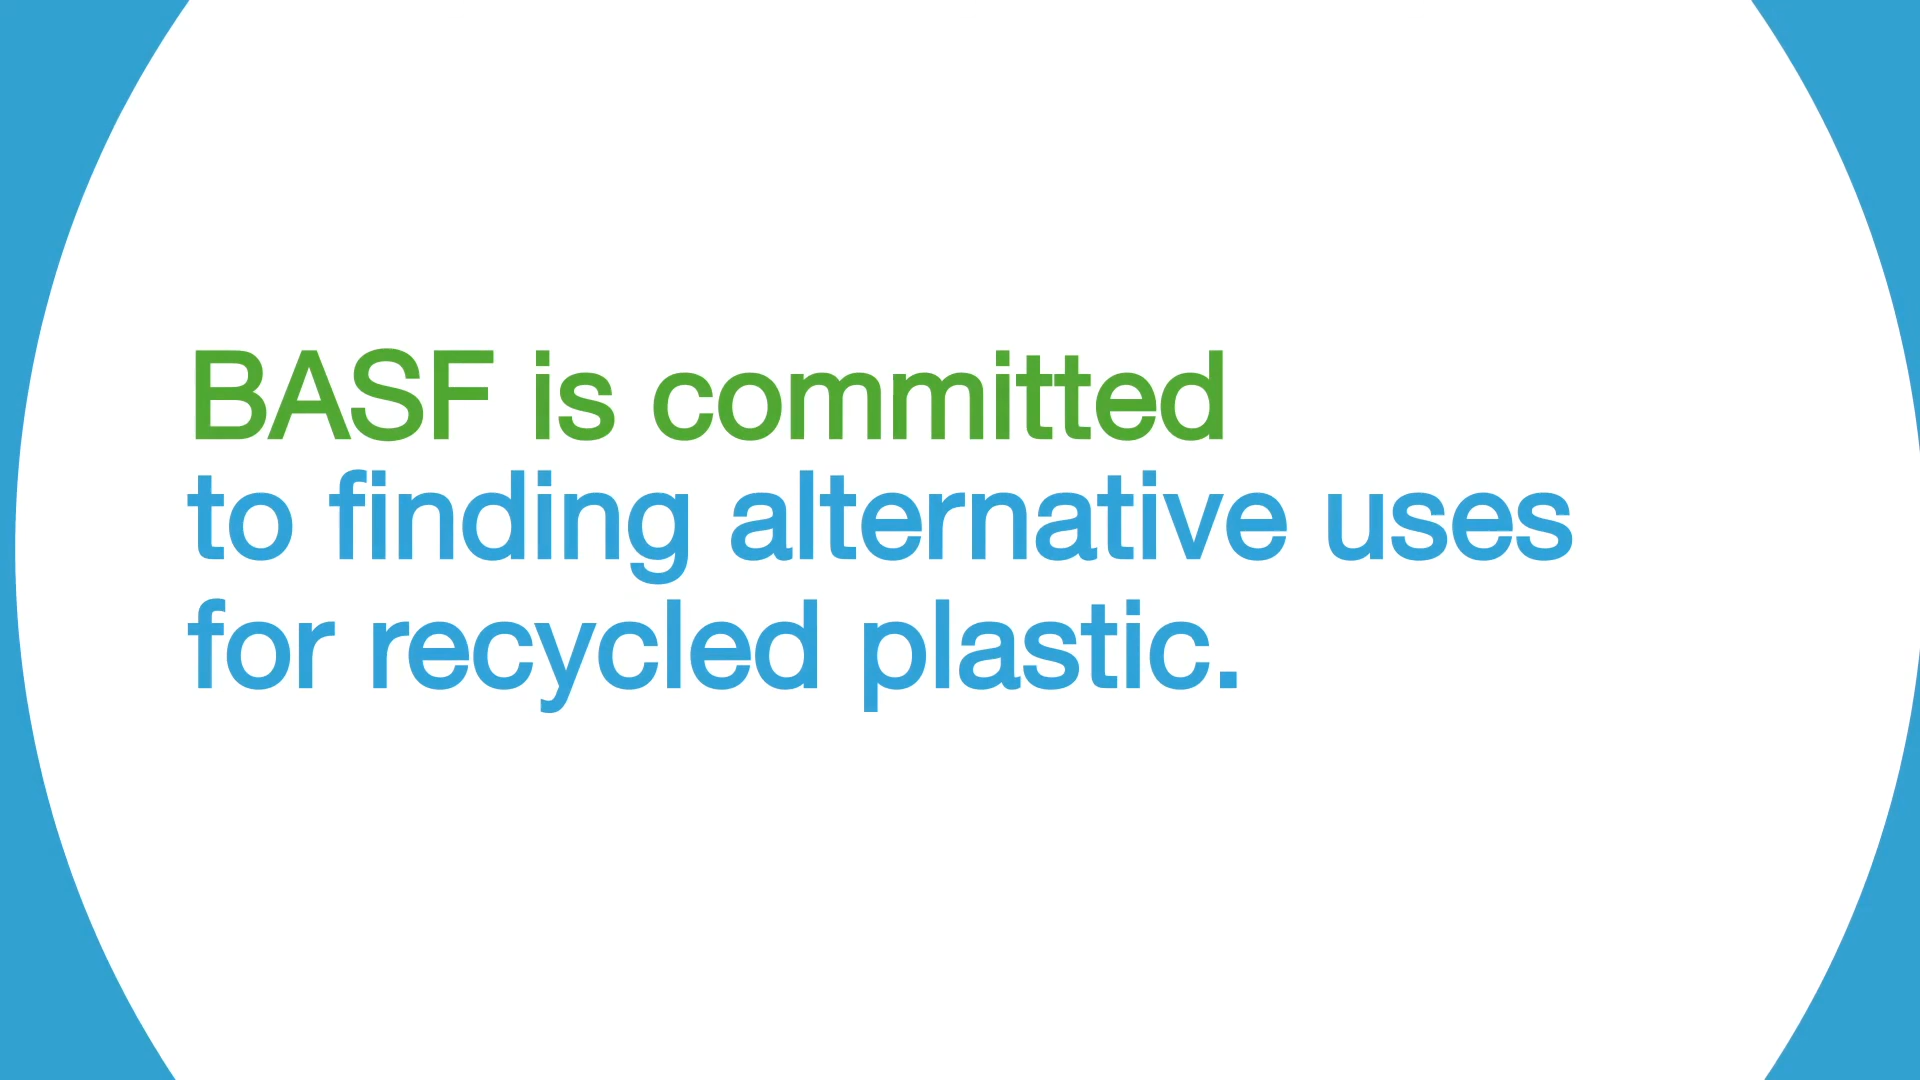 BASF is committed
to finding alternative uses
for recycled plastic.